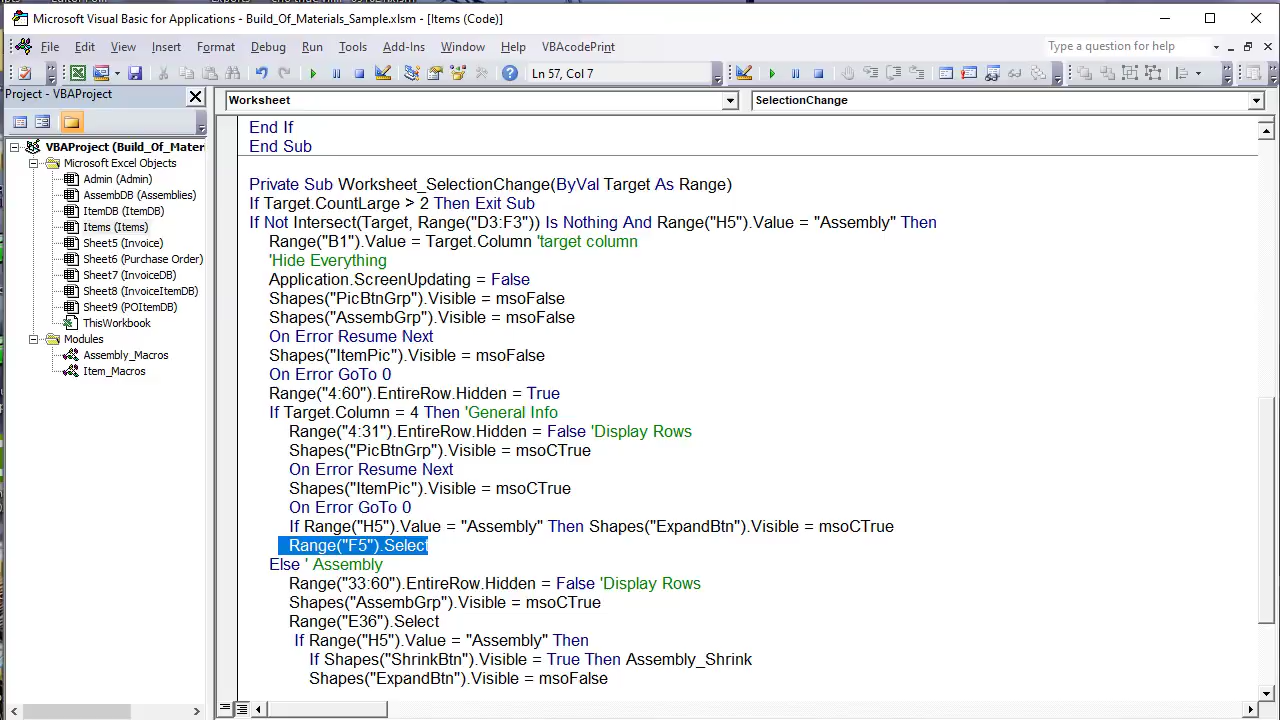 Microsoft Visual Basic for Applications - Build_Of_Materials_Sample.xlsm - [Items (Code)]
File Edit View Insert Format Debug Run Tools Add-Ins Window Help VBAcodePrint
Type a question for help
Ln 57, Col 7
Project - VBAProject
Worksheet
SelectionChange
VBAProject (Build_Of_Mater
Microsoft Excel Objects
Admin (Admin)
AssembDB (Assemblies)
ItemDB (ItemDB)
Items (Items)
Sheet5 (Invoice)
Sheet6 (Purchase Order)
Sheet7 (InvoiceDB)
Sheet8 (InvoiceItemDB)
Sheet9 (POItemDB)
ThisWorkbook
Modules
Assembly_Macros
Item_Macros
End If
End Sub
Private Sub Worksheet_SelectionChange(ByVal Target As Range)
If Target.CountLarge > 2 Then Exit Sub
If Not Intersect(Target, Range("D3:F3")) Is Nothing And Range("H5").Value = "Assembly" Then
Range("B1").Value = Target.Column 'target column
'Hide Everything
Application.ScreenUpdating = False
Shapes("PicBtnGrp").Visible = msoFalse
Shapes("AssembGrp").Visible = msoFalse
On Error Resume Next
Shapes("ItemPic").Visible = msoFalse
On Error GoTo 0
Range("4:60").EntireRow.Hidden = True
If Target.Column = 4 Then 'General Info
Range("4:31").EntireRow.Hidden = False 'Display Rows
Shapes("PicBtnGrp").Visible = msoCTrue
On Error Resume Next
Shapes("ItemPic").Visible = msoCTrue
On Error GoTo 0
If Range("H5").Value = "Assembly" Then Shapes("ExpandBtn").Visible = msoCTrue
Range("F5").Select
Else ' Assembly
Range("33:60").EntireRow.Hidden = False 'Display Rows
Shapes("AssembGrp").Visible = msoCTrue
Range("E36").Select
If Range("H5").Value = "Assembly" Then
If Shapes("ShrinkBtn").Visible = True Then Assembly_Shrink
Shapes("ExpandBtn").Visible = msoFalse